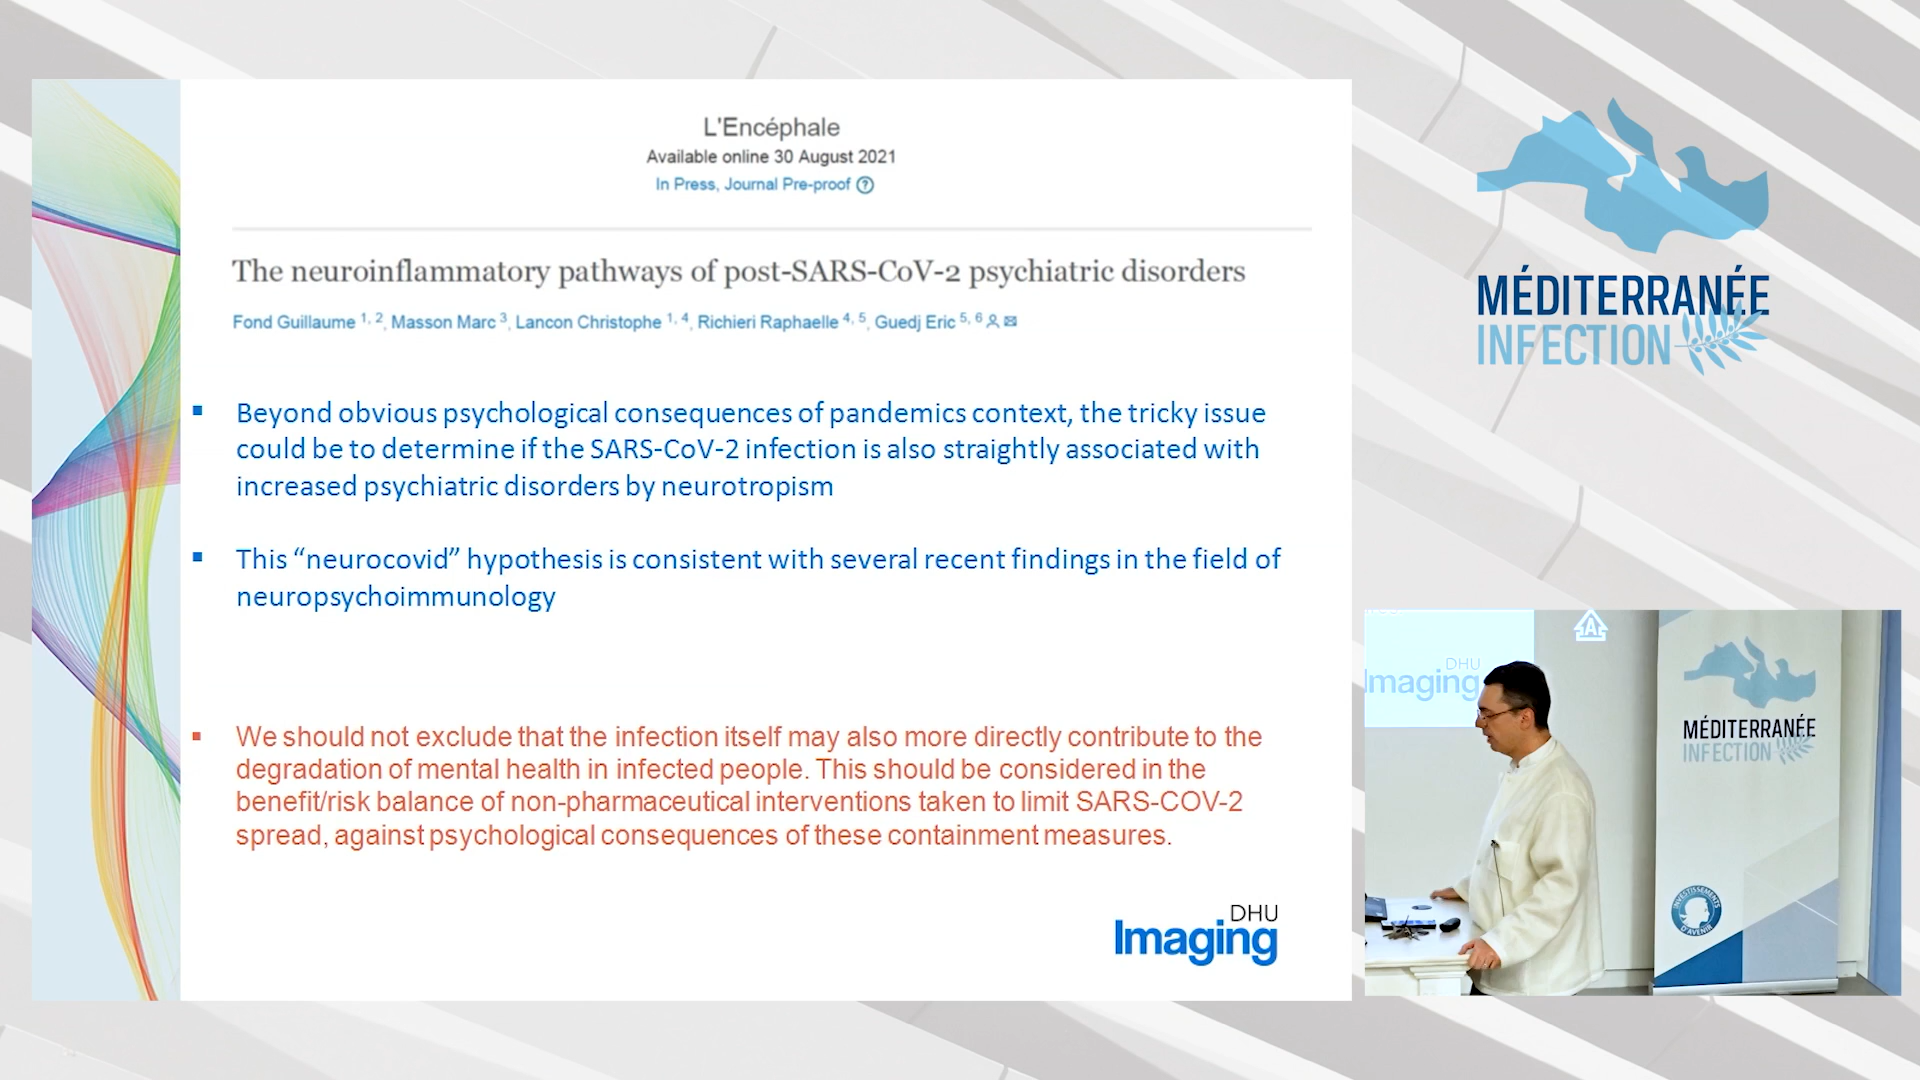 L'Encéphale
Available online 30 August 2021
In Press, Journal Pre-proof ?
The neuroinflammatory pathways of post-SARS-CoV-2 psychiatric disorders
Fond Guillaume 1, 2, Masson Marc 3, Lancon Christophe 1, 4, Richieri Raphaelle 4, 5, Guedj Eric 5, 6
▪ Beyond obvious psychological consequences of pandemics context, the tricky issue
could be to determine if the SARS-CoV-2 infection is also straightly associated with
increased psychiatric disorders by neurotropism
▪ This “neurocovid” hypothesis is consistent with several recent findings in the field of
neuropsychoimmunology
▪ We should not exclude that the infection itself may also more directly contribute to the
degradation of mental health in infected people. This should be considered in the
benefit/risk balance of non-pharmaceutical interventions taken to limit SARS-COV-2
spread, against psychological consequences of these containment measures.
DHU
Imaging
MÉDITERRANÉE
INFECTION
A
DHU
Imaging
MÉDITERRANÉE
INFECTION
INVESTISSEMENTS
D'AVENIR